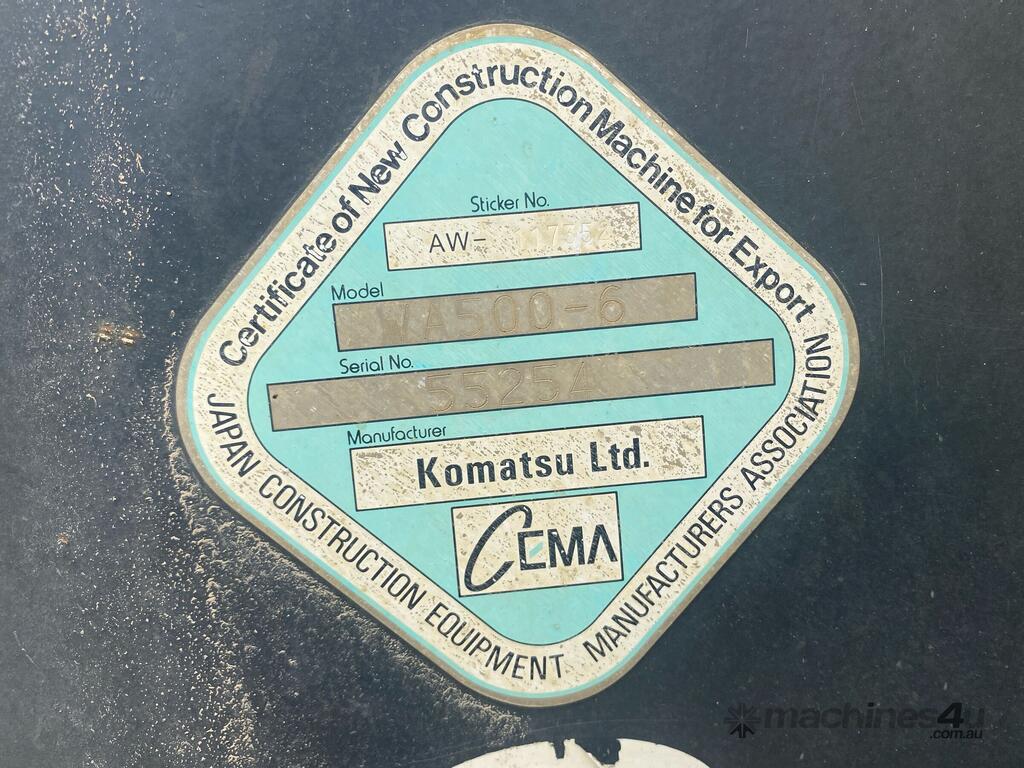 Certificate of New Construction Machine for Export
Sticker No.
AW-
Model
WA500-6
Serial No.
Manufacturer
Komatsu Ltd.
CEMA
JAPAN CONSTRUCTION EQUIPMENT MANUFACTURERS ASSOCIATION
machines4u
.com.au